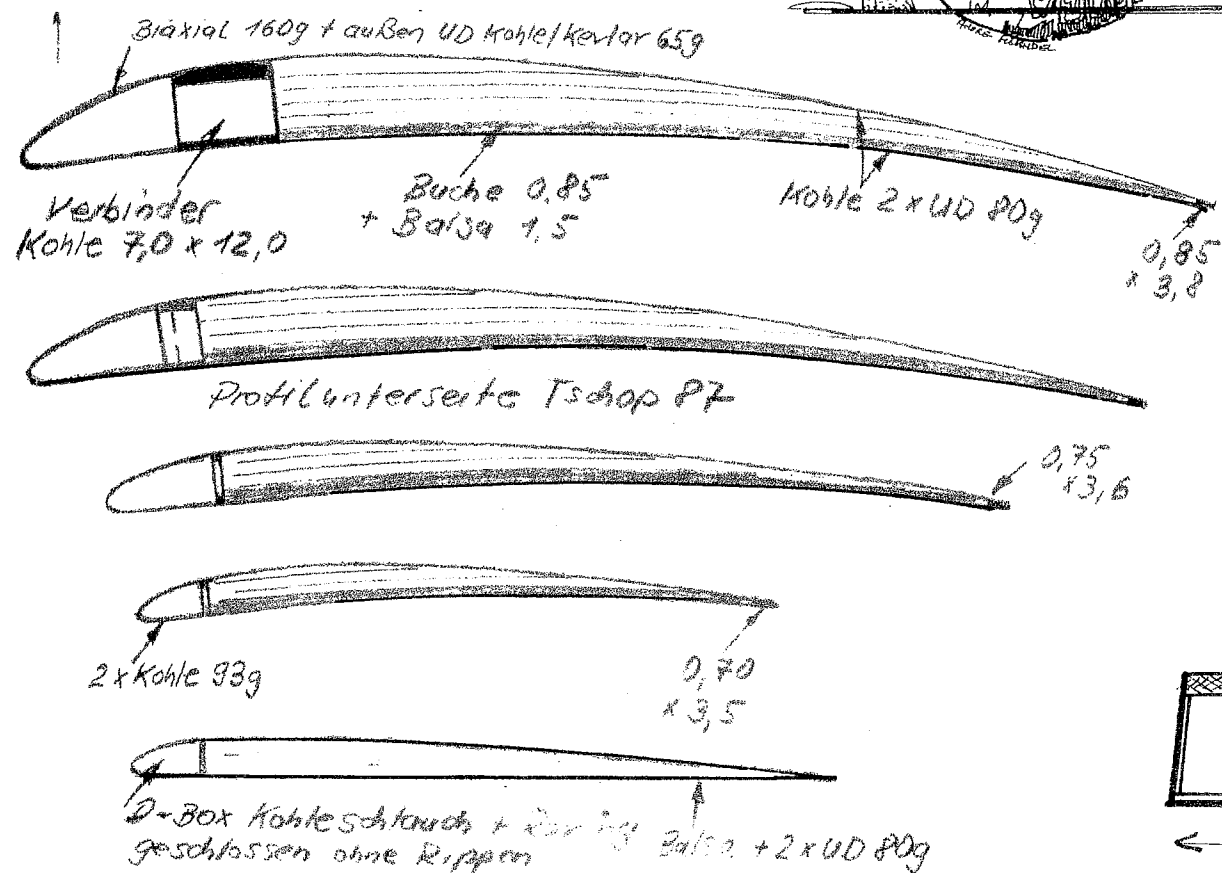 Biaxial 160g + außen UD Kohle/Kevlar 65g
Verbinder
Kohle 7,0 x 12,0
Buche 0,85
+ Balsa 1,5
Kohle 2 x UD 80g
0,85
x 3,8
Profilunterseite Tschop 87
0,75
x 3,6
2 x Kohle 93g
0,70
x 3,5
D-Box Kohleschlauch +
geschlossen ohne Rippen
Balsa + 2 x UD 80g